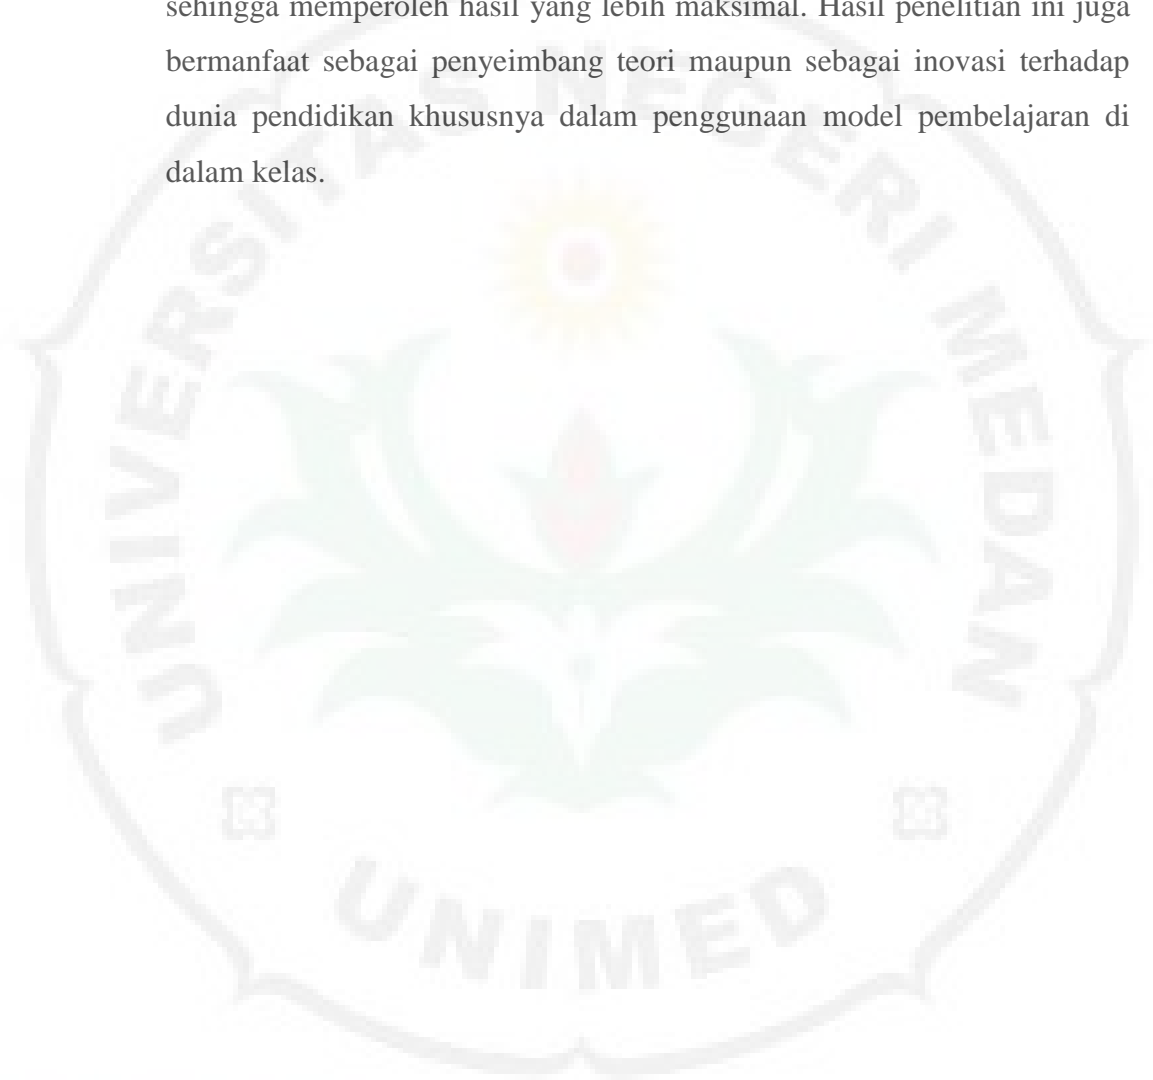 sehingga memperoleh hasil yang lebih maksimal. Hasil penelitian ini juga
bermanfaat sebagai penyeimbang teori maupun sebagai inovasi terhadap
dunia pendidikan khususnya dalam penggunaan model pembelajaran di
dalam kelas.
UNIVERSITAS NEGERI MEDAN
UNIMED